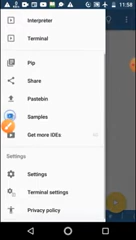 11:58
Interpreter
Terminal
Pip
Share
Pastebin
Samples
Get more IDEs
Settings
Settings
Terminal settings
Privacy policy